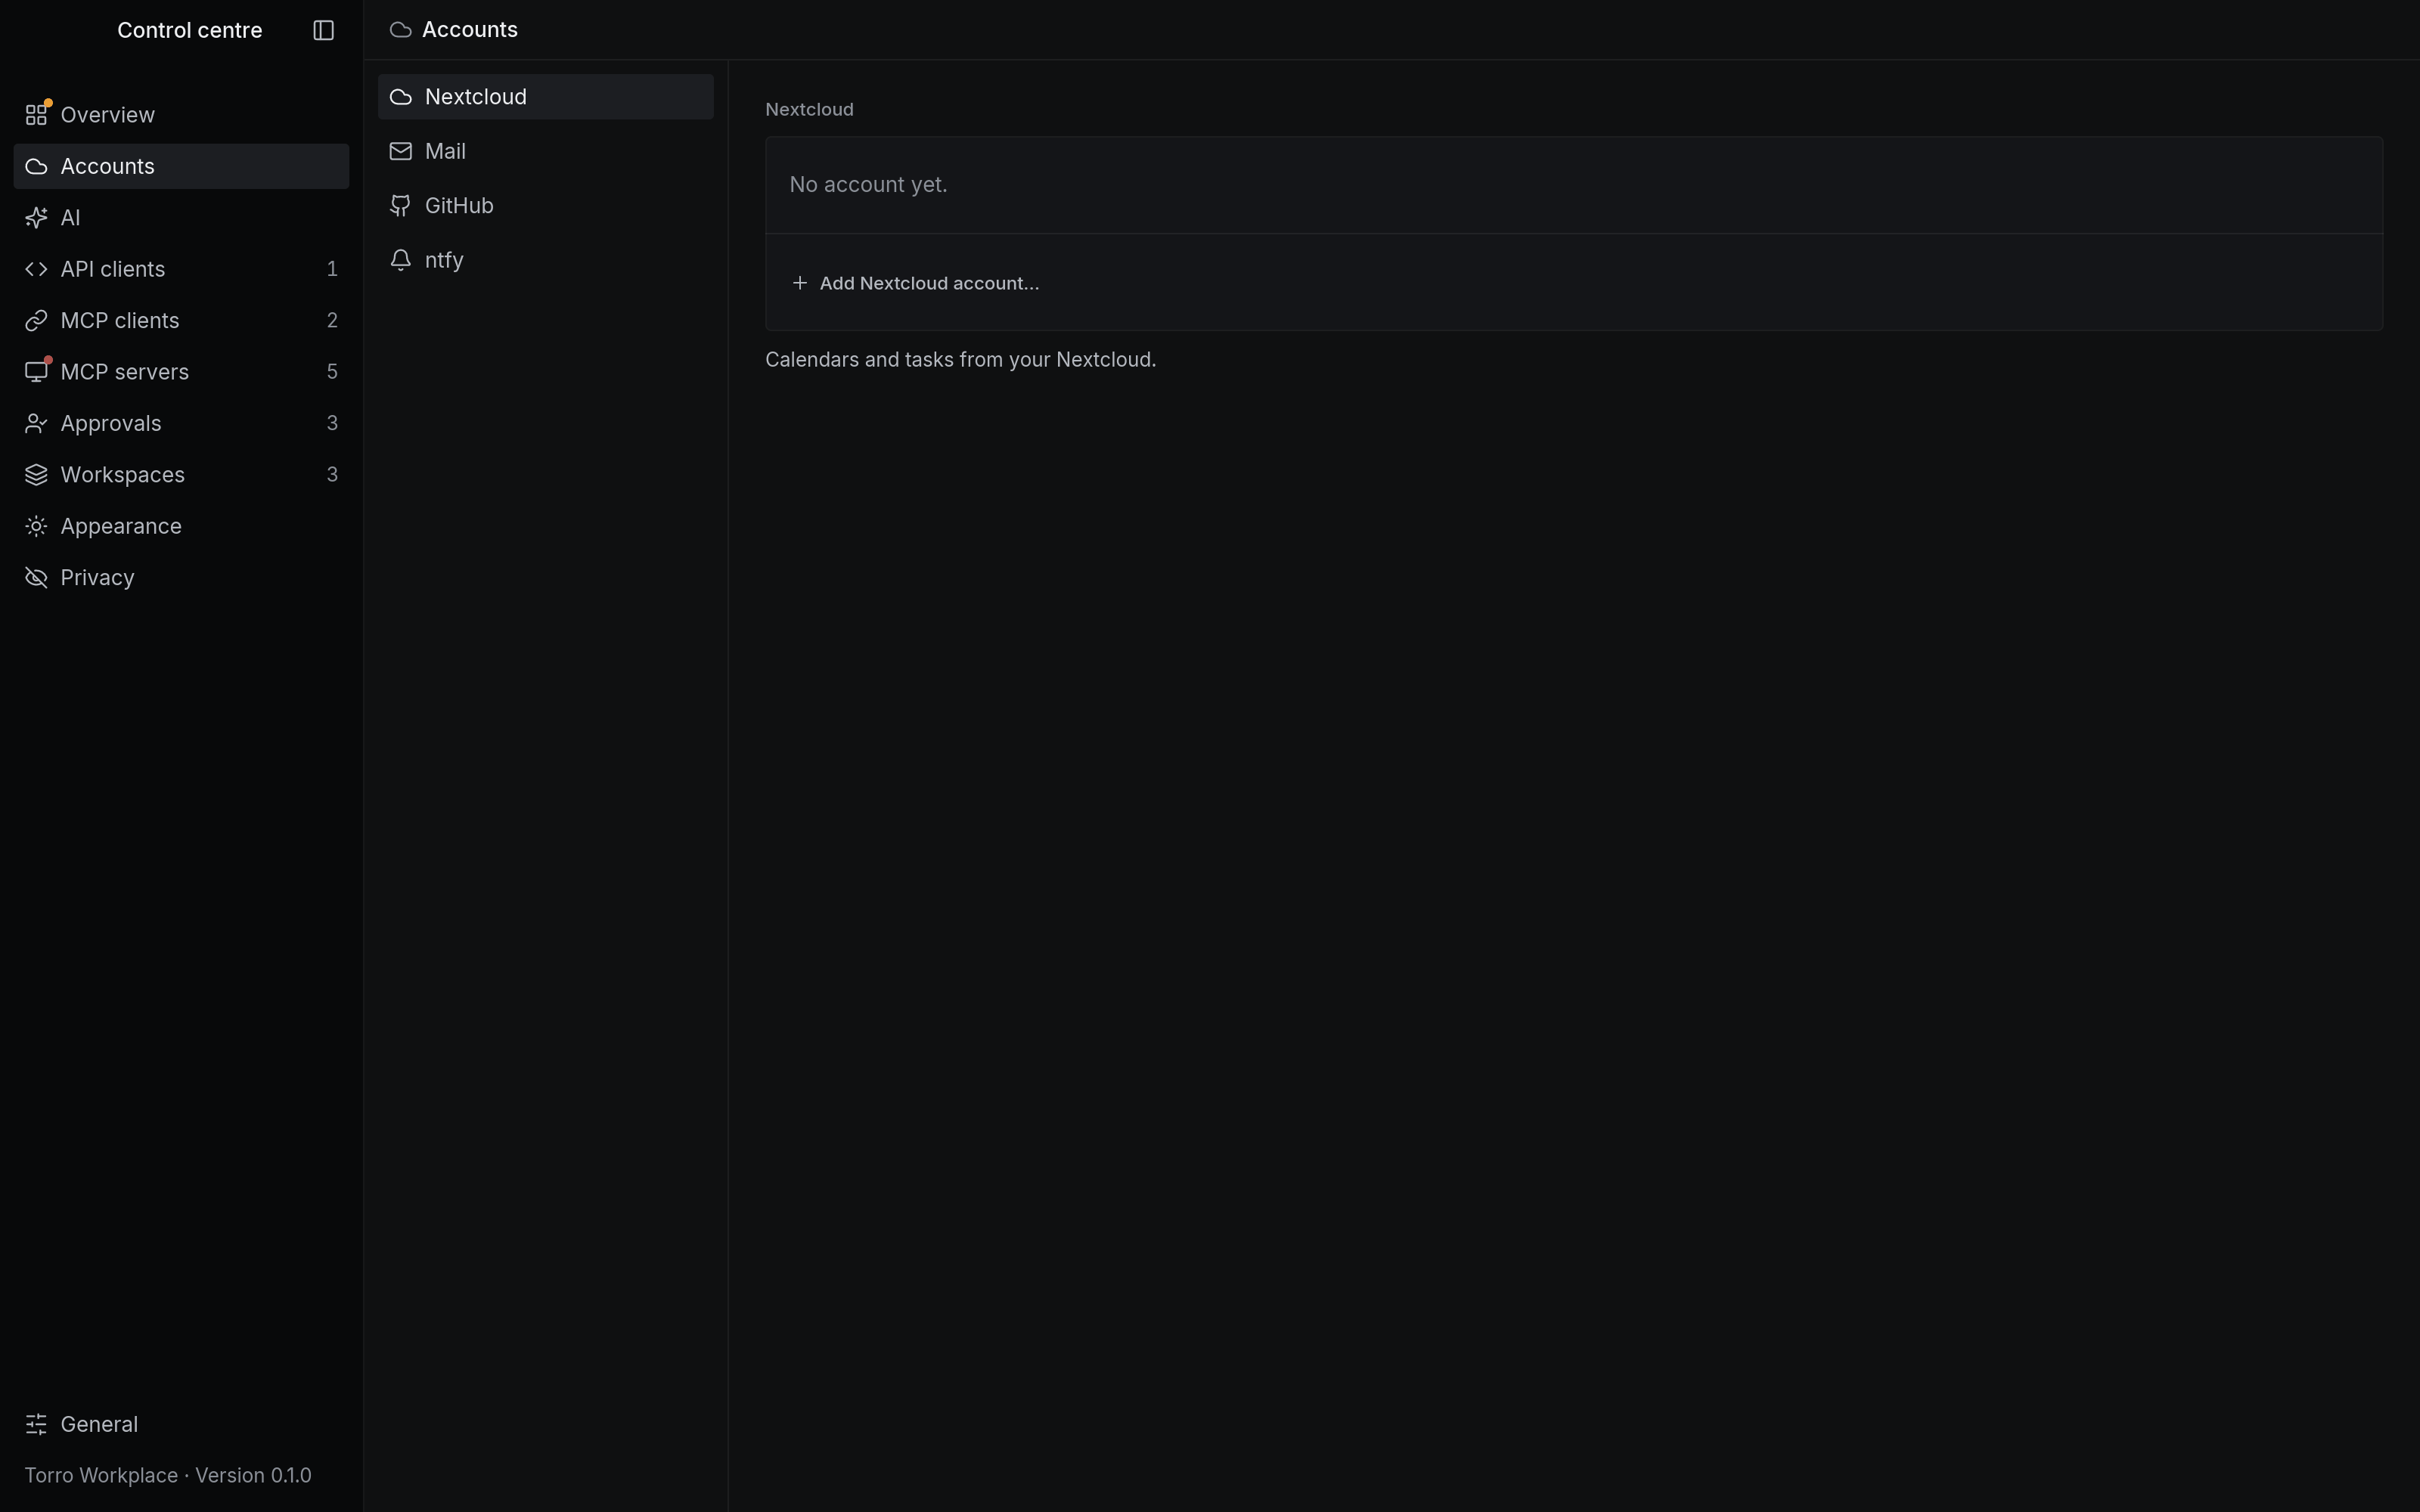 Control centre
Overview
Accounts
AI
API clients 1
MCP clients 2
MCP servers 5
Approvals 3
Workspaces 3
Appearance
Privacy
General
Torro Workplace · Version 0.1.0
Accounts
Nextcloud
Mail
GitHub
ntfy
Nextcloud
No account yet.
Add Nextcloud account...
Calendars and tasks from your Nextcloud.